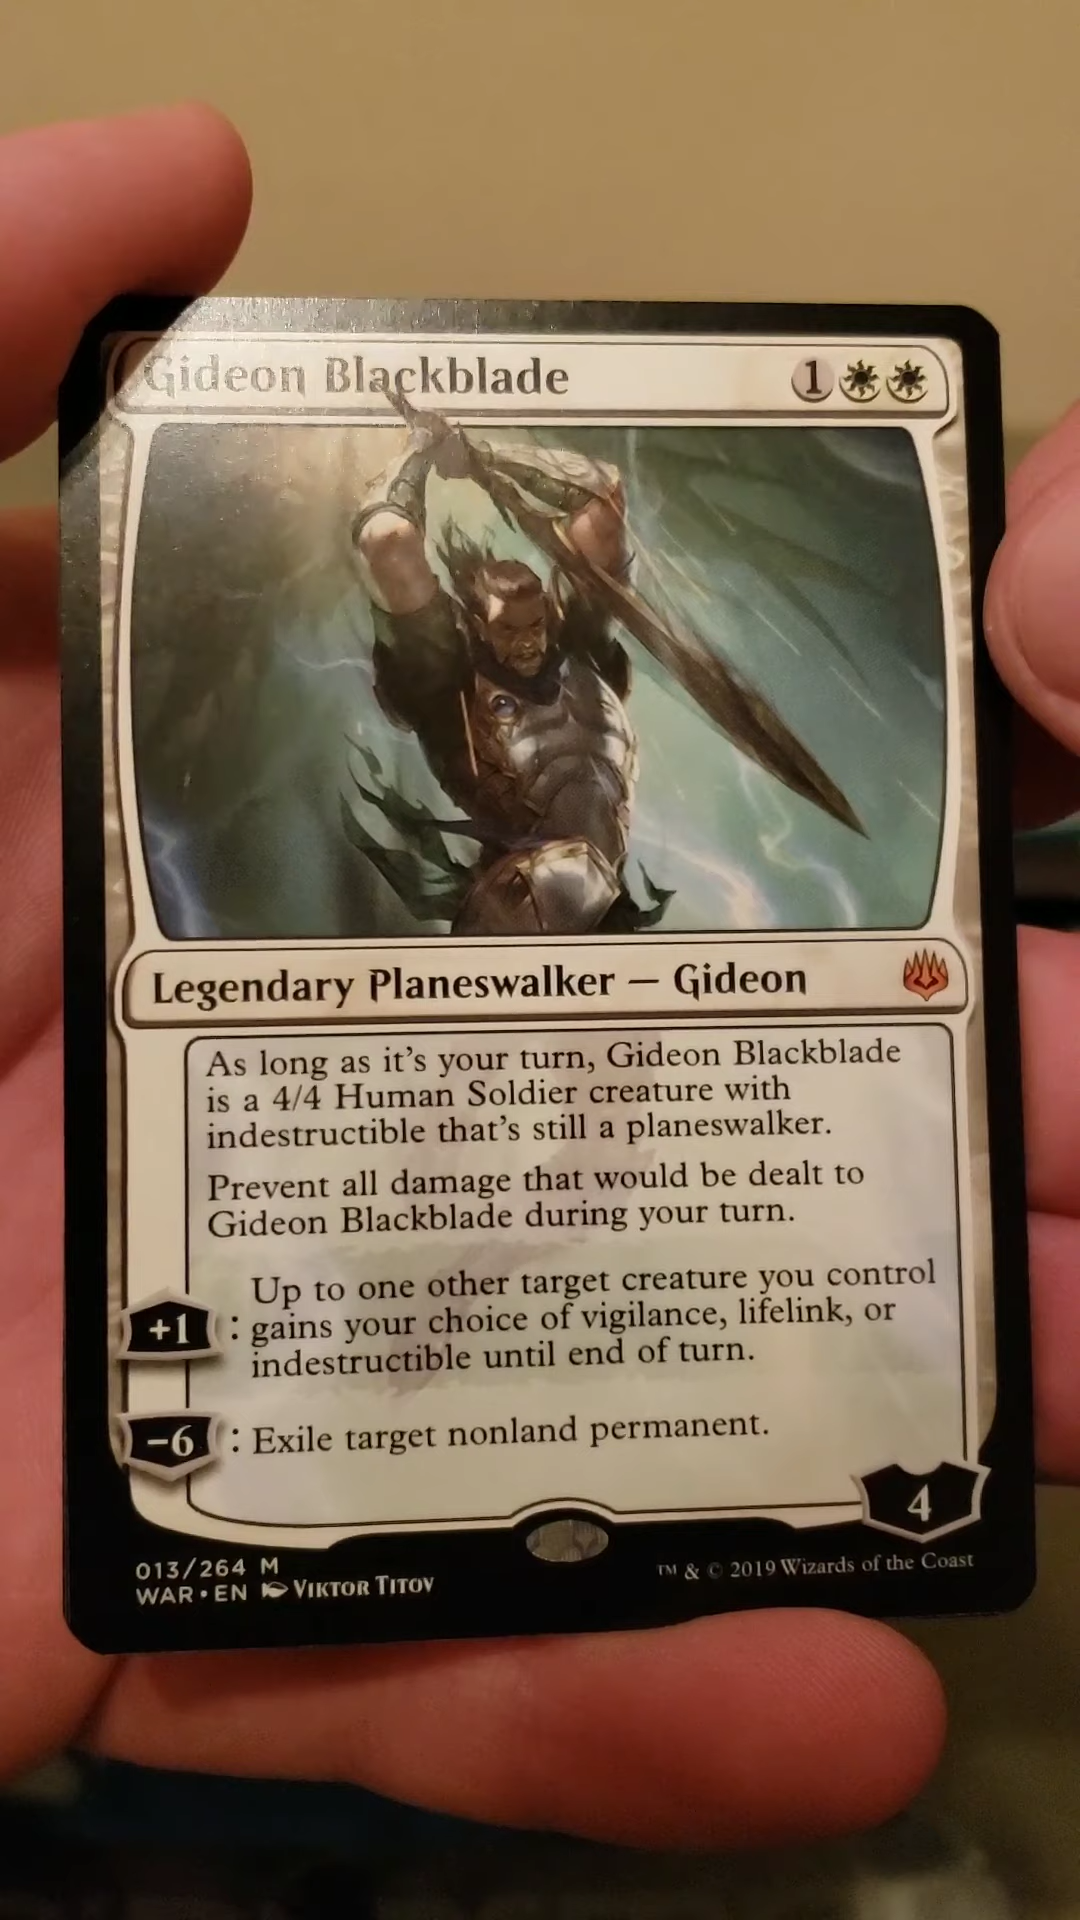 Gideon Blackblade 1
Legendary Planeswalker — Gideon
As long as it's your turn, Gideon Blackblade
is a 4/4 Human Soldier creature with
indestructible that's still a planeswalker.
Prevent all damage that would be dealt to
Gideon Blackblade during your turn.
Up to one other target creature you control
+1 : gains your choice of vigilance, lifelink, or
indestructible until end of turn.
−6 : Exile target nonland permanent.
4
013/264 M
WAR • EN Viktor Titov
™ & © 2019 Wizards of the Coast